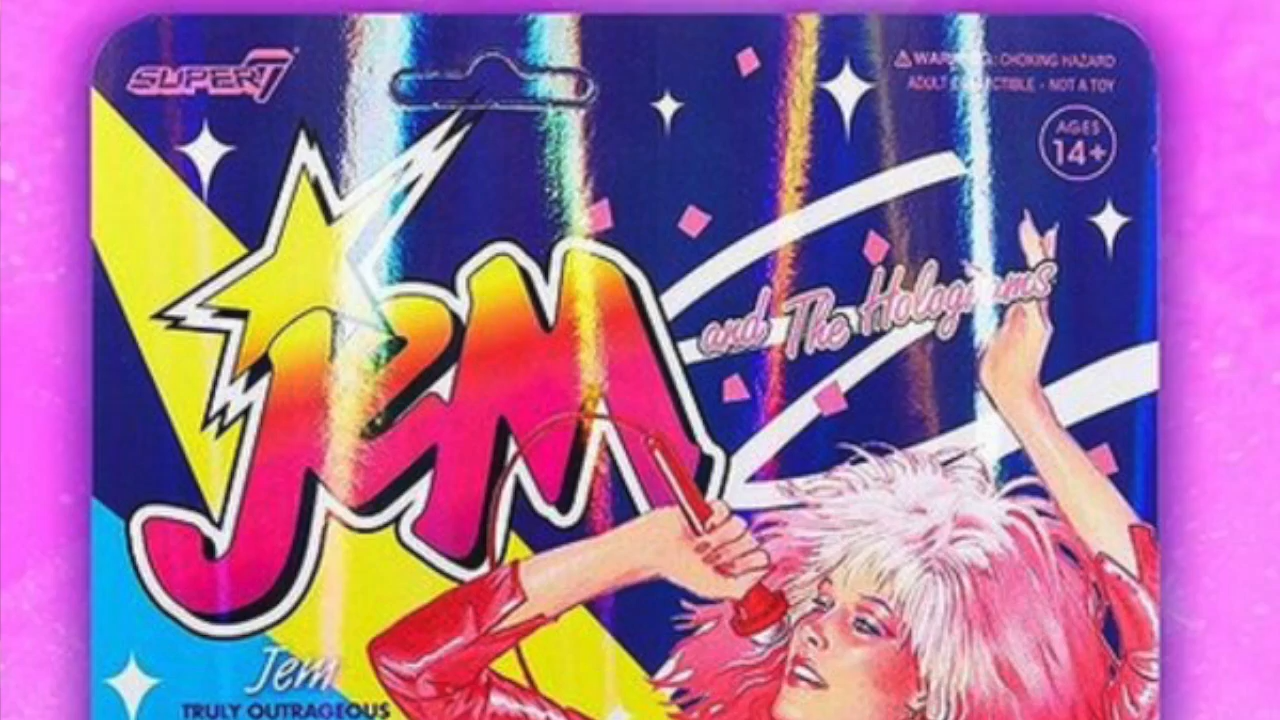 SUPER7
⚠ WARNING: CHOKING HAZARD
ADULT COLLECTIBLE - NOT A TOY
AGES
14+
Jem
and The Holograms
Jem
TRULY OUTRAGEOUS